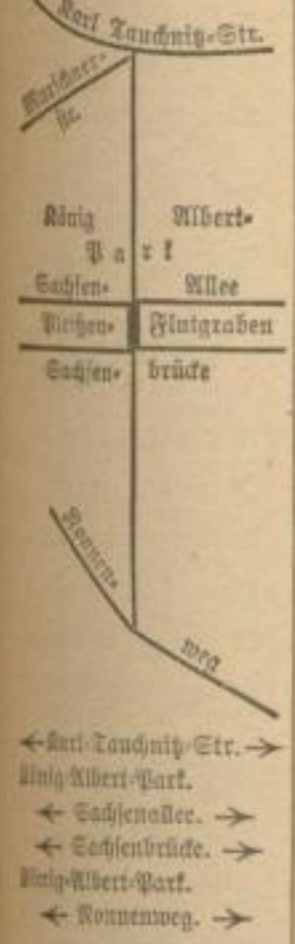 Karl Tauchnitz-Str.
Marschner-
str.
König Albert-
Park
Sachsen- Allee
Pleißen- Flutgraben
Sachsen- brücke
Nonnen-
weg
← Karl-Tauchnitz-Str. →
König-Albert-Park.
← Sachsenallee. →
← Sachsenbrücke. →
König-Albert-Park.
← Nonnenweg. →